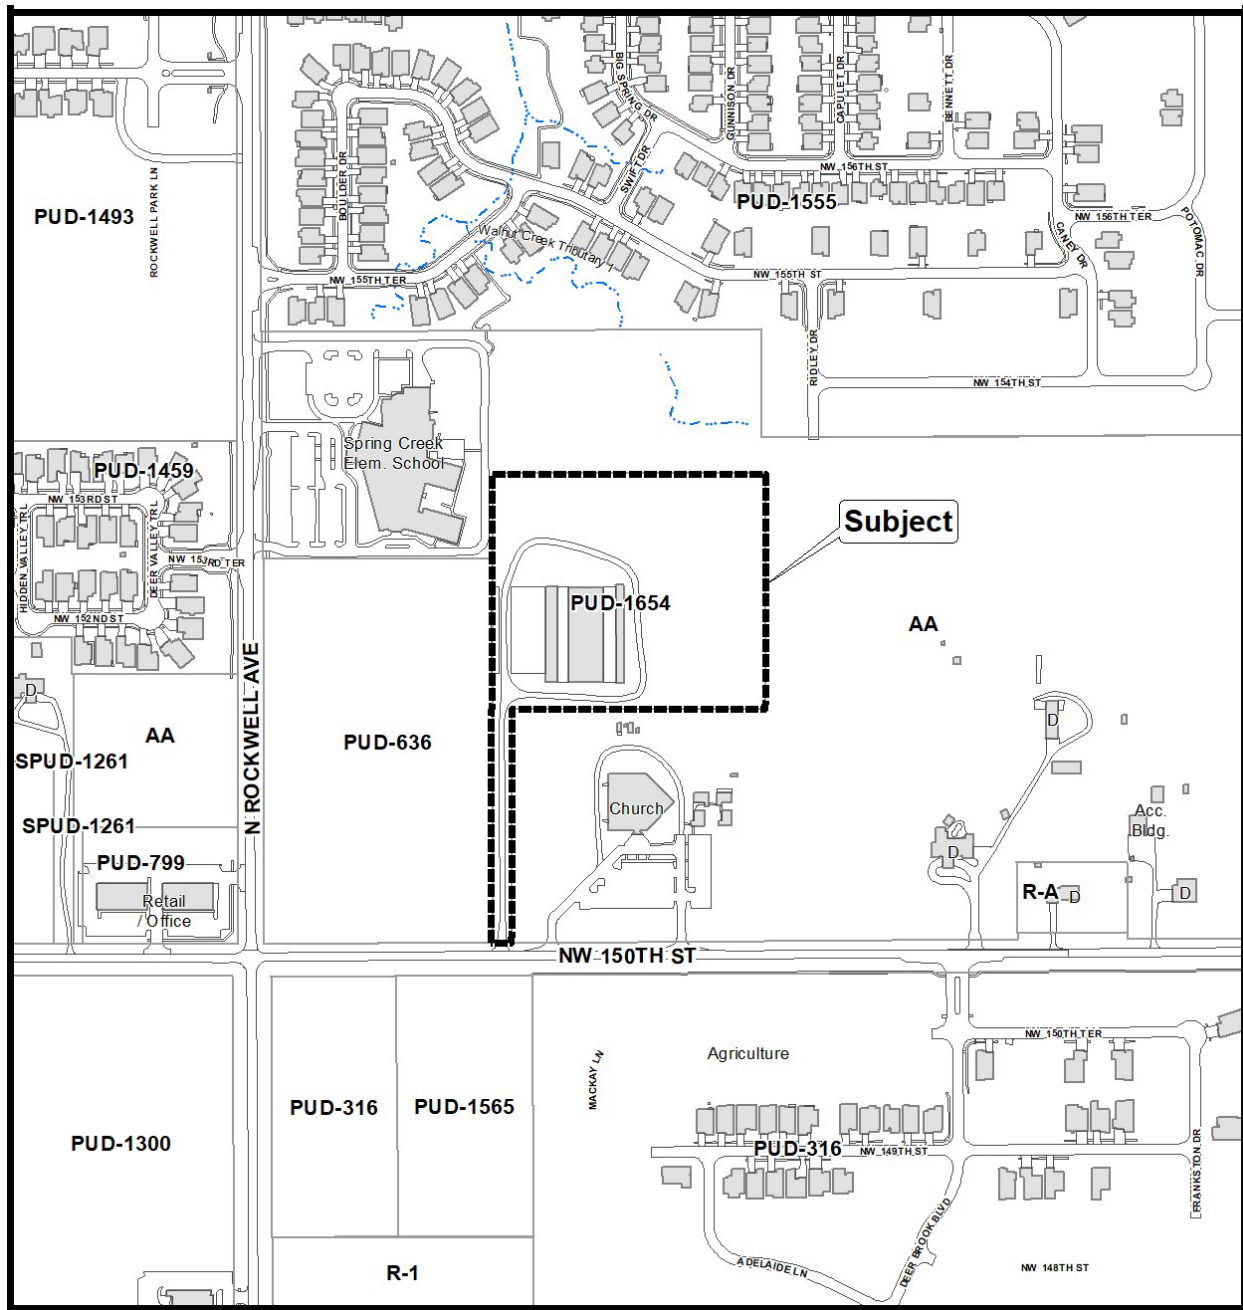 BIG SPRING DR
GUNNISON DR
CAPULET DR
BENNETT DR
SWIFT DR
BOULDER DR
NW 156TH ST
PUD-1493
ROCKWELL PARK LN
PUD-1555
NW 156TH TER
POTOMAC DR
CANEY DR
Walnut Creek Tributary 1
NW 155TH TER
NW 155TH ST
RIDLEY DR
NW 154TH ST
Spring Creek
Elem. School
PUD-1459
NW 153RD ST
HIDDEN VALLEY TRL
DEER VALLEY TRL
NW 153RD TER
NW 152ND ST
Subject
PUD-1654
AA
N ROCKWELL AVE
D
AA
PUD-636
SPUD-1261
D
SPUD-1261
Church
Acc.
Bldg.
PUD-799
D
Retail
/ Office
R-A
D
D
NW 150TH ST
NW 150TH TER
Agriculture
MACKAY LN
PUD-316
PUD-1565
PUD-1300
PUD-316
NW 149TH ST
FRANKSTON DR
DEER BROOK BLVD
ADELAIDE LN
NW 148TH ST
R-1